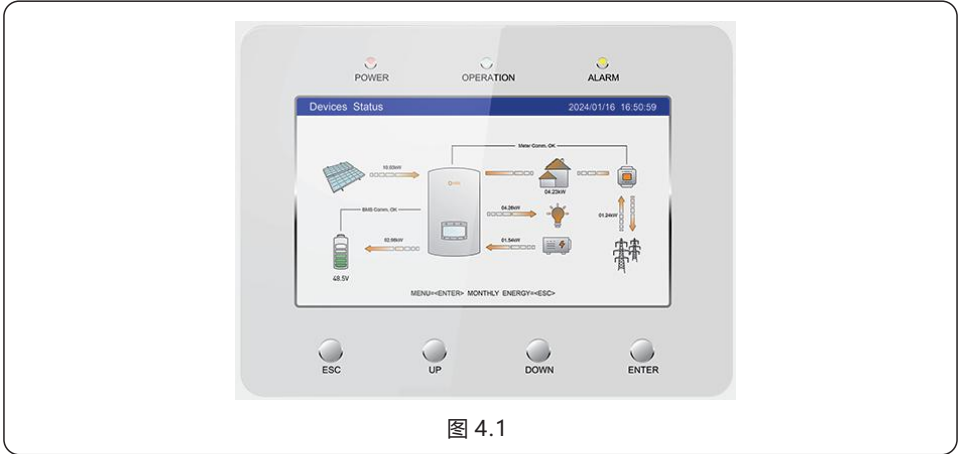 POWER OPERATION ALARM
Devices Status 2024/01/16 16:50:59
Meter Comm. OK
10.53kW
04.23kW
BMS Comm. OK
04.26kW
01.24kW
02.98kW
01.54kW
48.5V
MENU=<ENTER> MONTHLY ENERGY=<ESC>
ESC UP DOWN ENTER
图 4.1